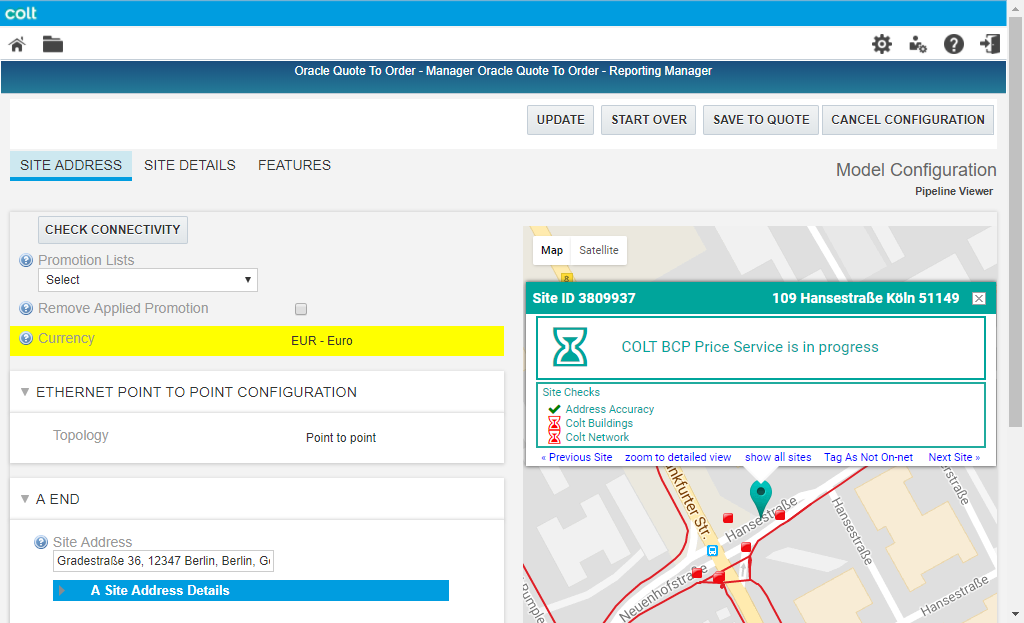 colt
Oracle Quote To Order - Manager Oracle Quote To Order - Reporting Manager
UPDATE
START OVER
SAVE TO QUOTE
CANCEL CONFIGURATION
SITE ADDRESS
SITE DETAILS
FEATURES
Model Configuration
Pipeline Viewer
CHECK CONNECTIVITY
Promotion Lists
Select
Remove Applied Promotion
Currency
EUR - Euro
ETHERNET POINT TO POINT CONFIGURATION
Topology
Point to point
A END
Site Address
Gradestraße 36, 12347 Berlin, Berlin, G
A Site Address Details
Map
Satellite
8
Site ID 3809937
109 Hansestraße Köln 51149
COLT BCP Price Service is in progress
Site Checks
Address Accuracy
Colt Buildings
Colt Network
« Previous Site
zoom to detailed view
show all sites
Tag As Not On-net
Next Site »
nkfurter Str.
Hansestraße
Hansestraße
Hansestraße
Neuenhofstraße
Rumple